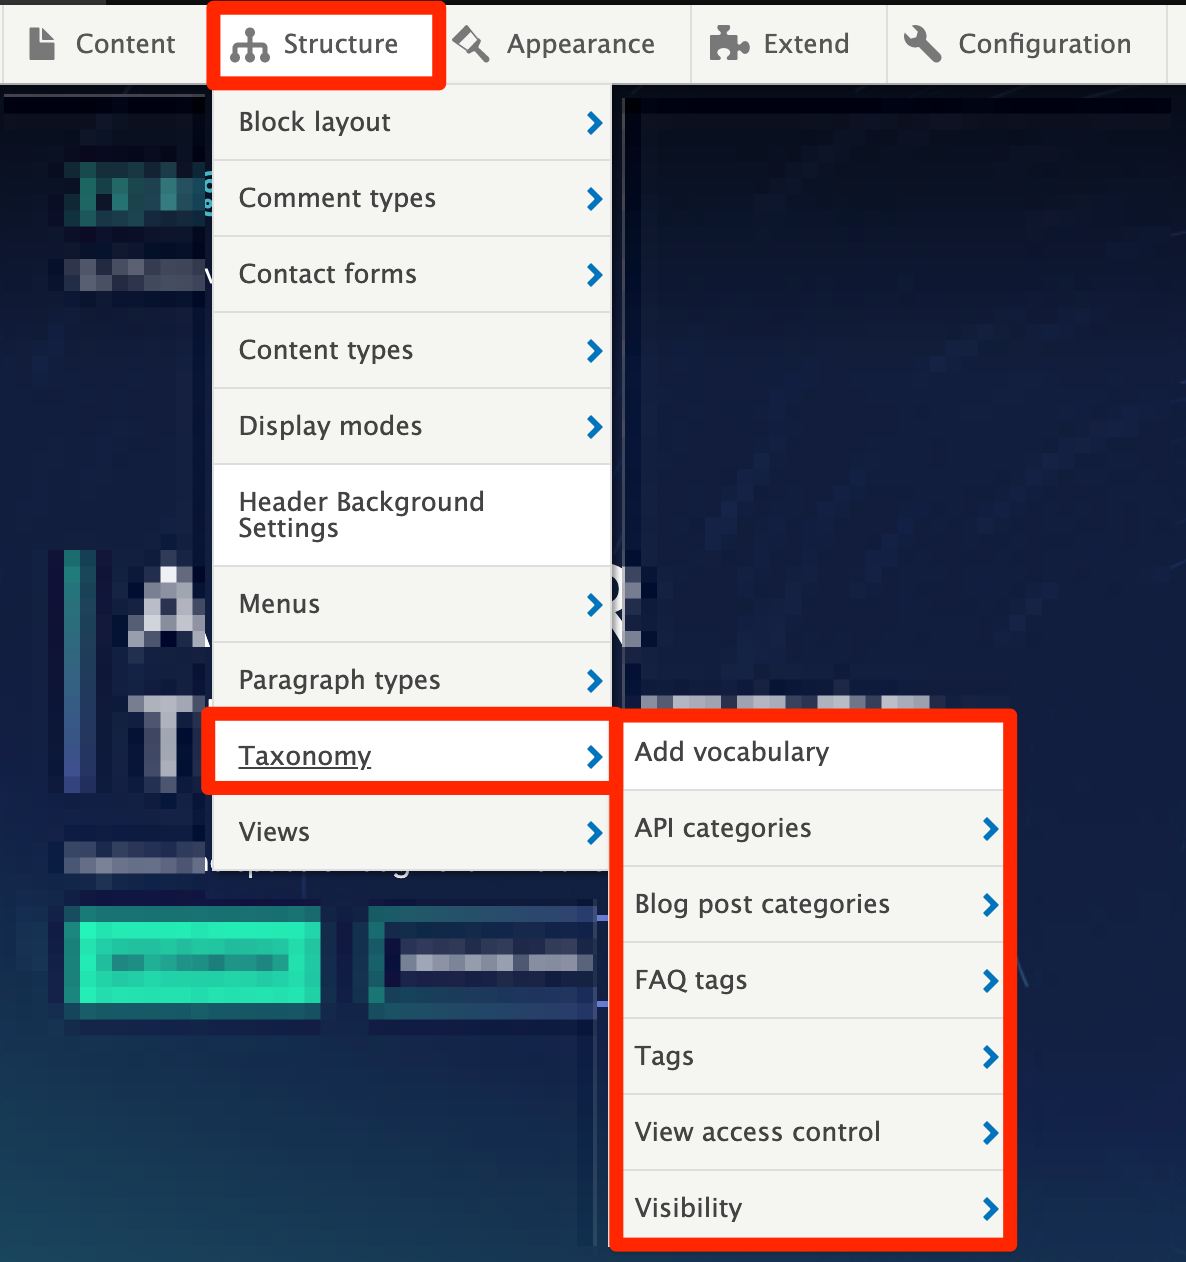 Content
Structure
Appearance
Extend
Configuration
Block layout
Comment types
Contact forms
Content types
Display modes
Header Background
Settings
Menus
Paragraph types
Taxonomy
Views
Add vocabulary
API categories
Blog post categories
FAQ tags
Tags
View access control
Visibility